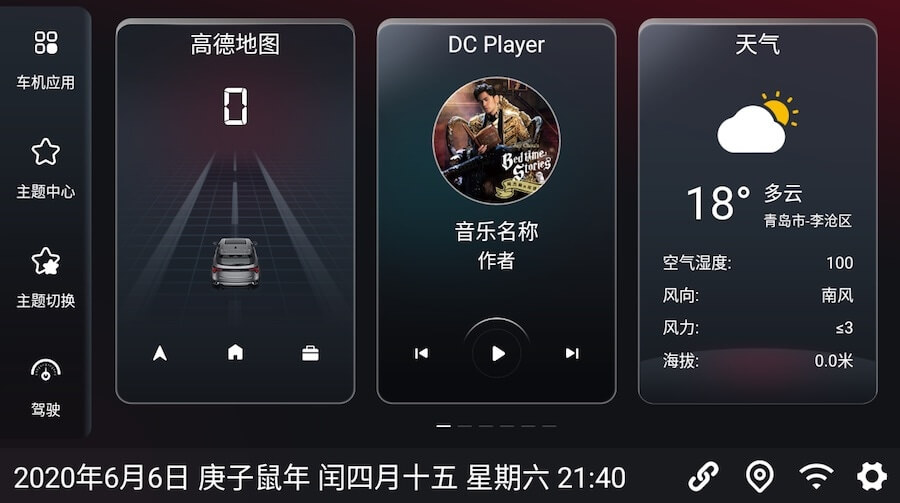 车机应用
主题中心
主题切换
驾驶
高德地图
0
DC Player
Jay Chou's
Bedtime
Stories
音乐名称
作者
天气
18°
多云
青岛市-李沧区
空气湿度: 100
风向: 南风
风力: ≤3
海拔: 0.0米
2020年6月6日 庚子鼠年 闰四月十五 星期六 21:40